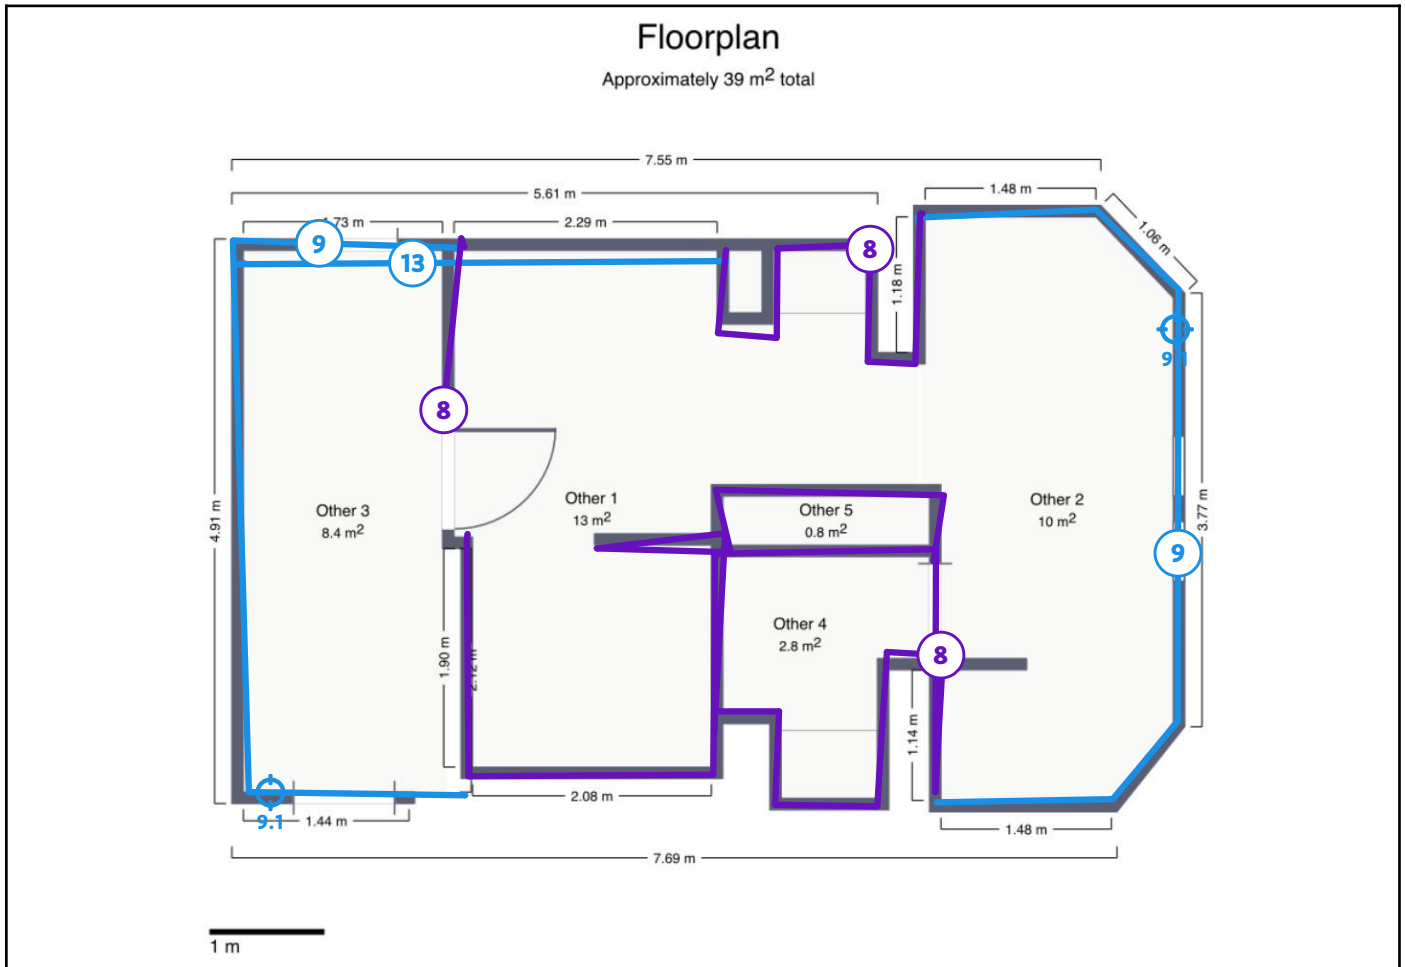 Floorplan
Approximately 39 m² total
7.55 m
5.61 m
1.48 m
1.73 m
2.29 m
1.06 m
9
13
8
1.18 m
9.1
8
4.91 m
Other 3
8.4 m²
Other 1
13 m²
Other 5
0.8 m²
Other 2
10 m²
3.77 m
9
Other 4
2.8 m²
1.90 m
2.12 m
8
1.14 m
9.1
1.44 m
2.08 m
1.48 m
7.69 m
1 m